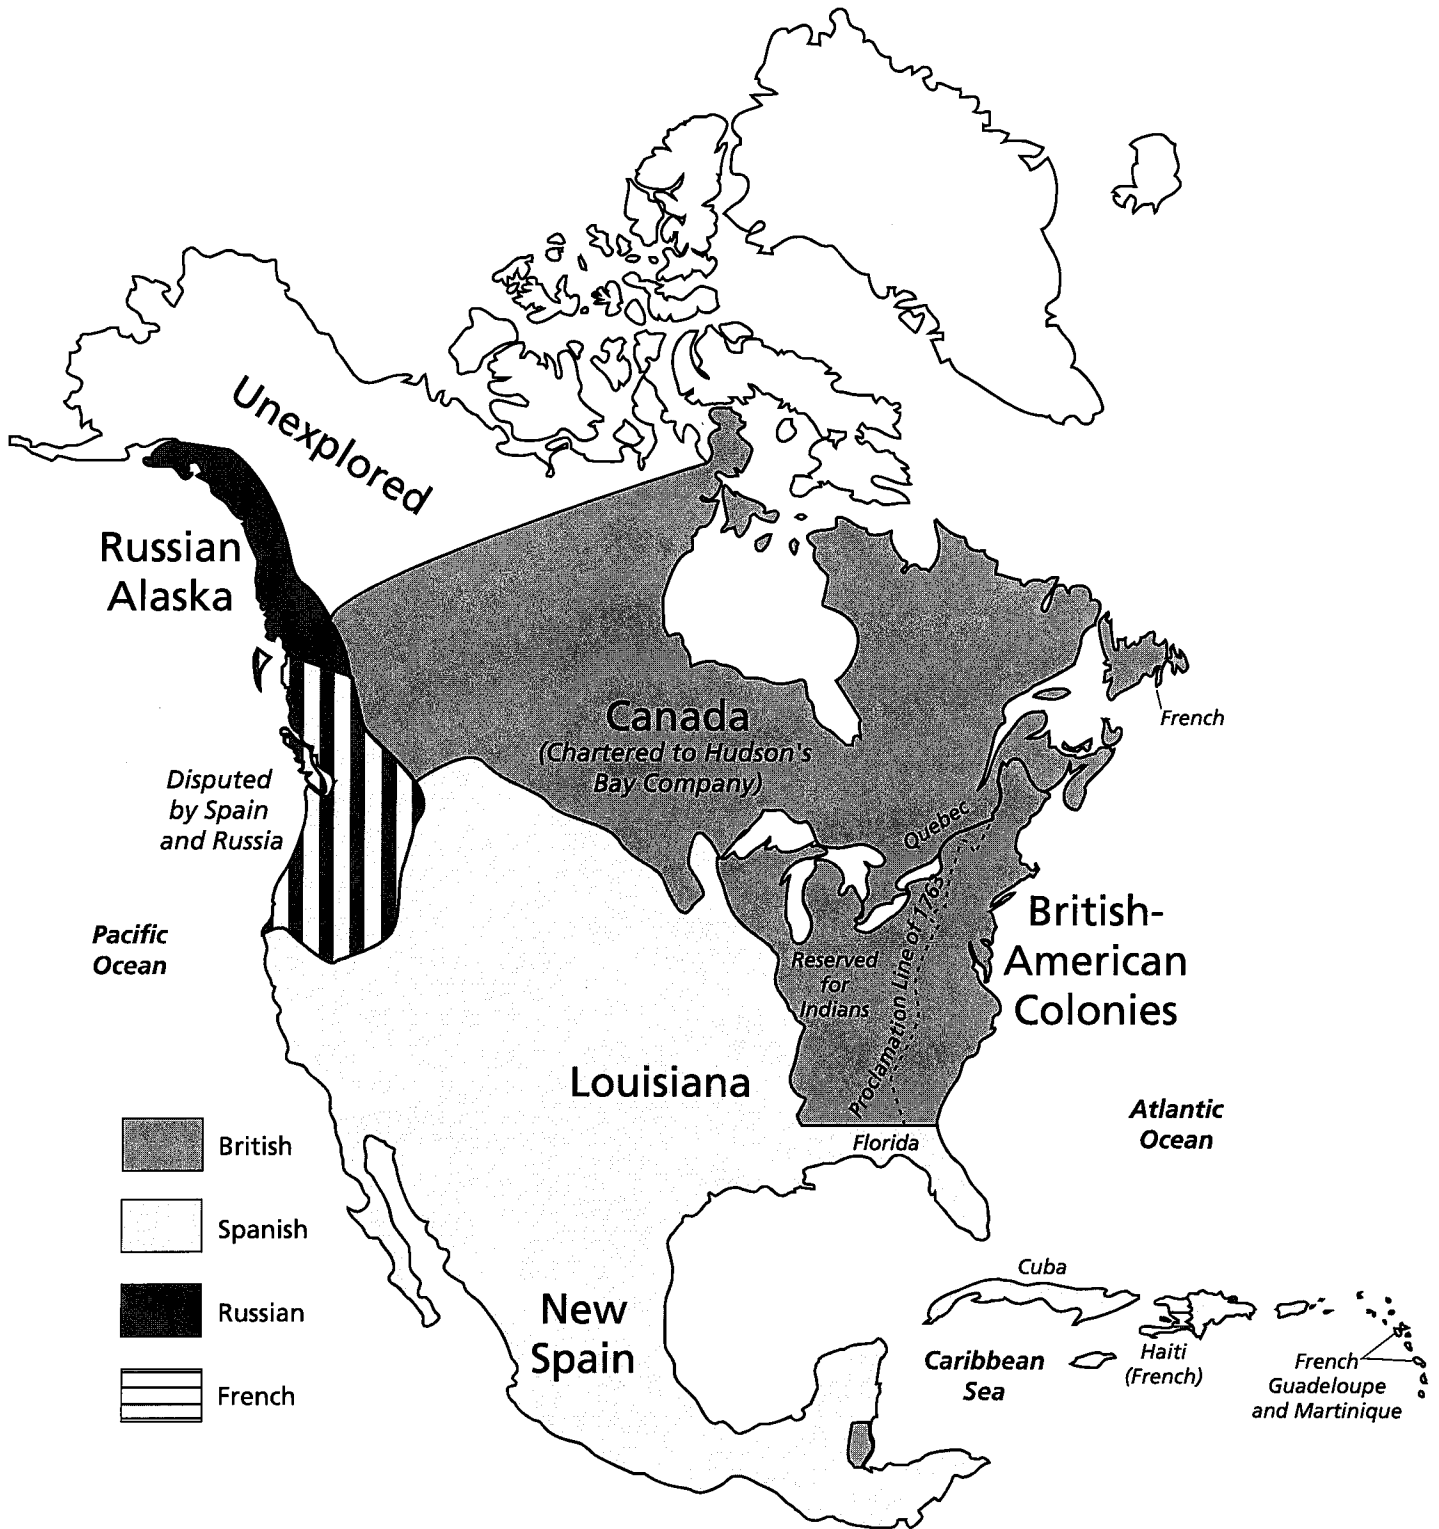 Unexplored
Russian
Alaska
Canada
(Chartered to Hudson's
Bay Company)
French
Disputed
by Spain
and Russia
Quebec
Proclamation Line of 1763
British-
American
Colonies
Pacific
Ocean
Reserved
for
Indians
Louisiana
Atlantic
Ocean
Florida
British
Spanish
Russian
French
New
Spain
Cuba
Caribbean
Sea
Haiti
(French)
French
Guadeloupe
and Martinique